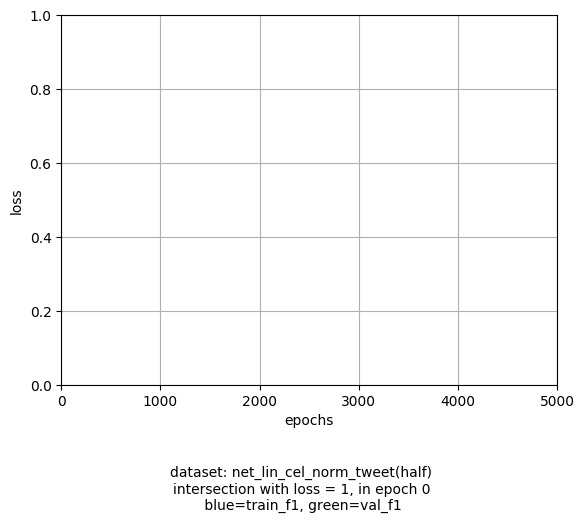 1.0
0.8
0.6
0.4
0.2
0.0
loss
0 1000 2000 3000 4000 5000
epochs
dataset: net_lin_cel_norm_tweet(half)
intersection with loss = 1, in epoch 0
blue=train_f1, green=val_f1